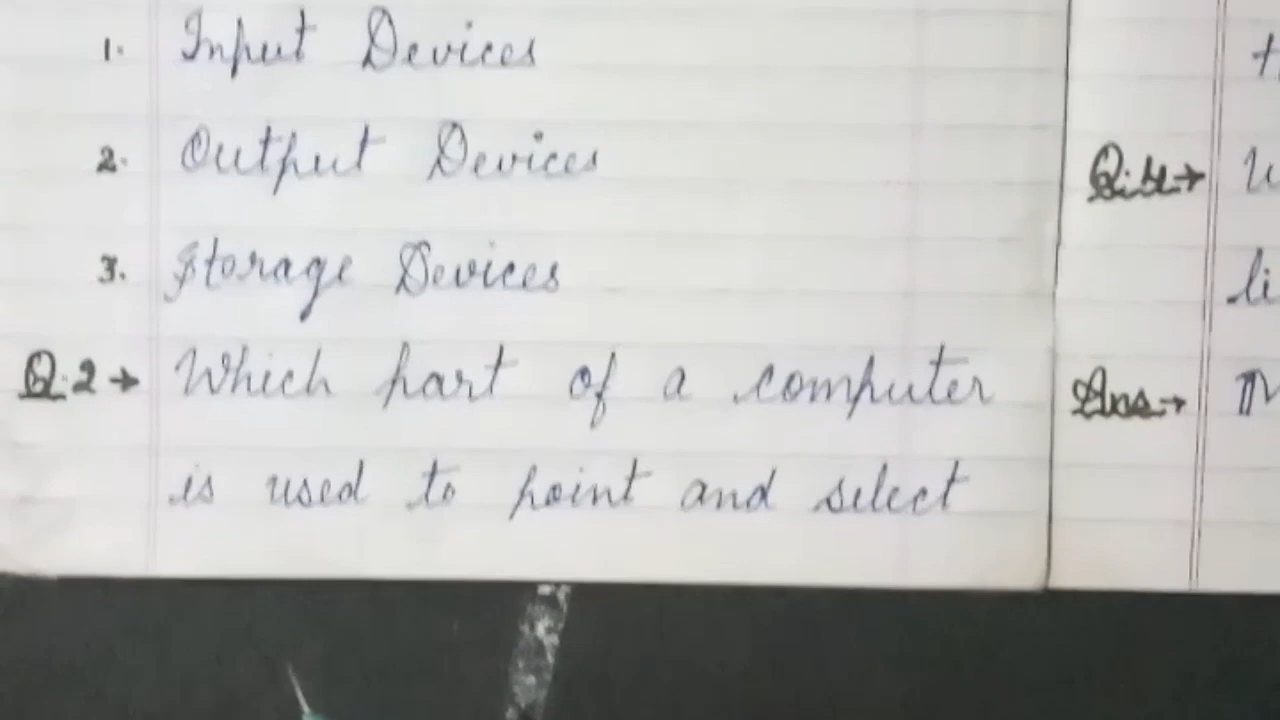 1. Input Devices
2. Output Devices
3. Storage Devices
Q.2→ Which part of a computer
is used to point and select
li
Ans→